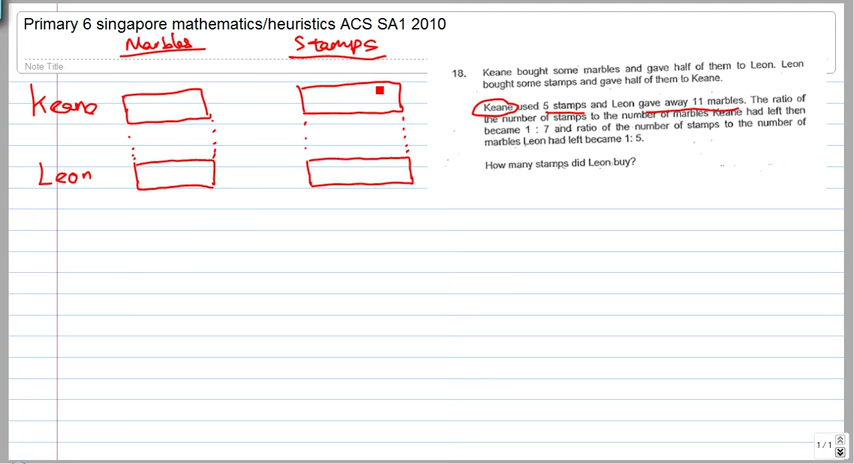 Primary 6 singapore mathematics/heuristics ACS SA1 2010
Marbles
Stamps
Note Title
Keane
Leon
18. Keane bought some marbles and gave half of them to Leon. Leon
bought some stamps and gave half of them to Keane.
Keane used 5 stamps and Leon gave away 11 marbles. The ratio of
the number of stamps to the number of marbles Keane had left then
became 1 : 7 and ratio of the number of stamps to the number of
marbles Leon had left became 1: 5.
How many stamps did Leon buy?
1 / 1